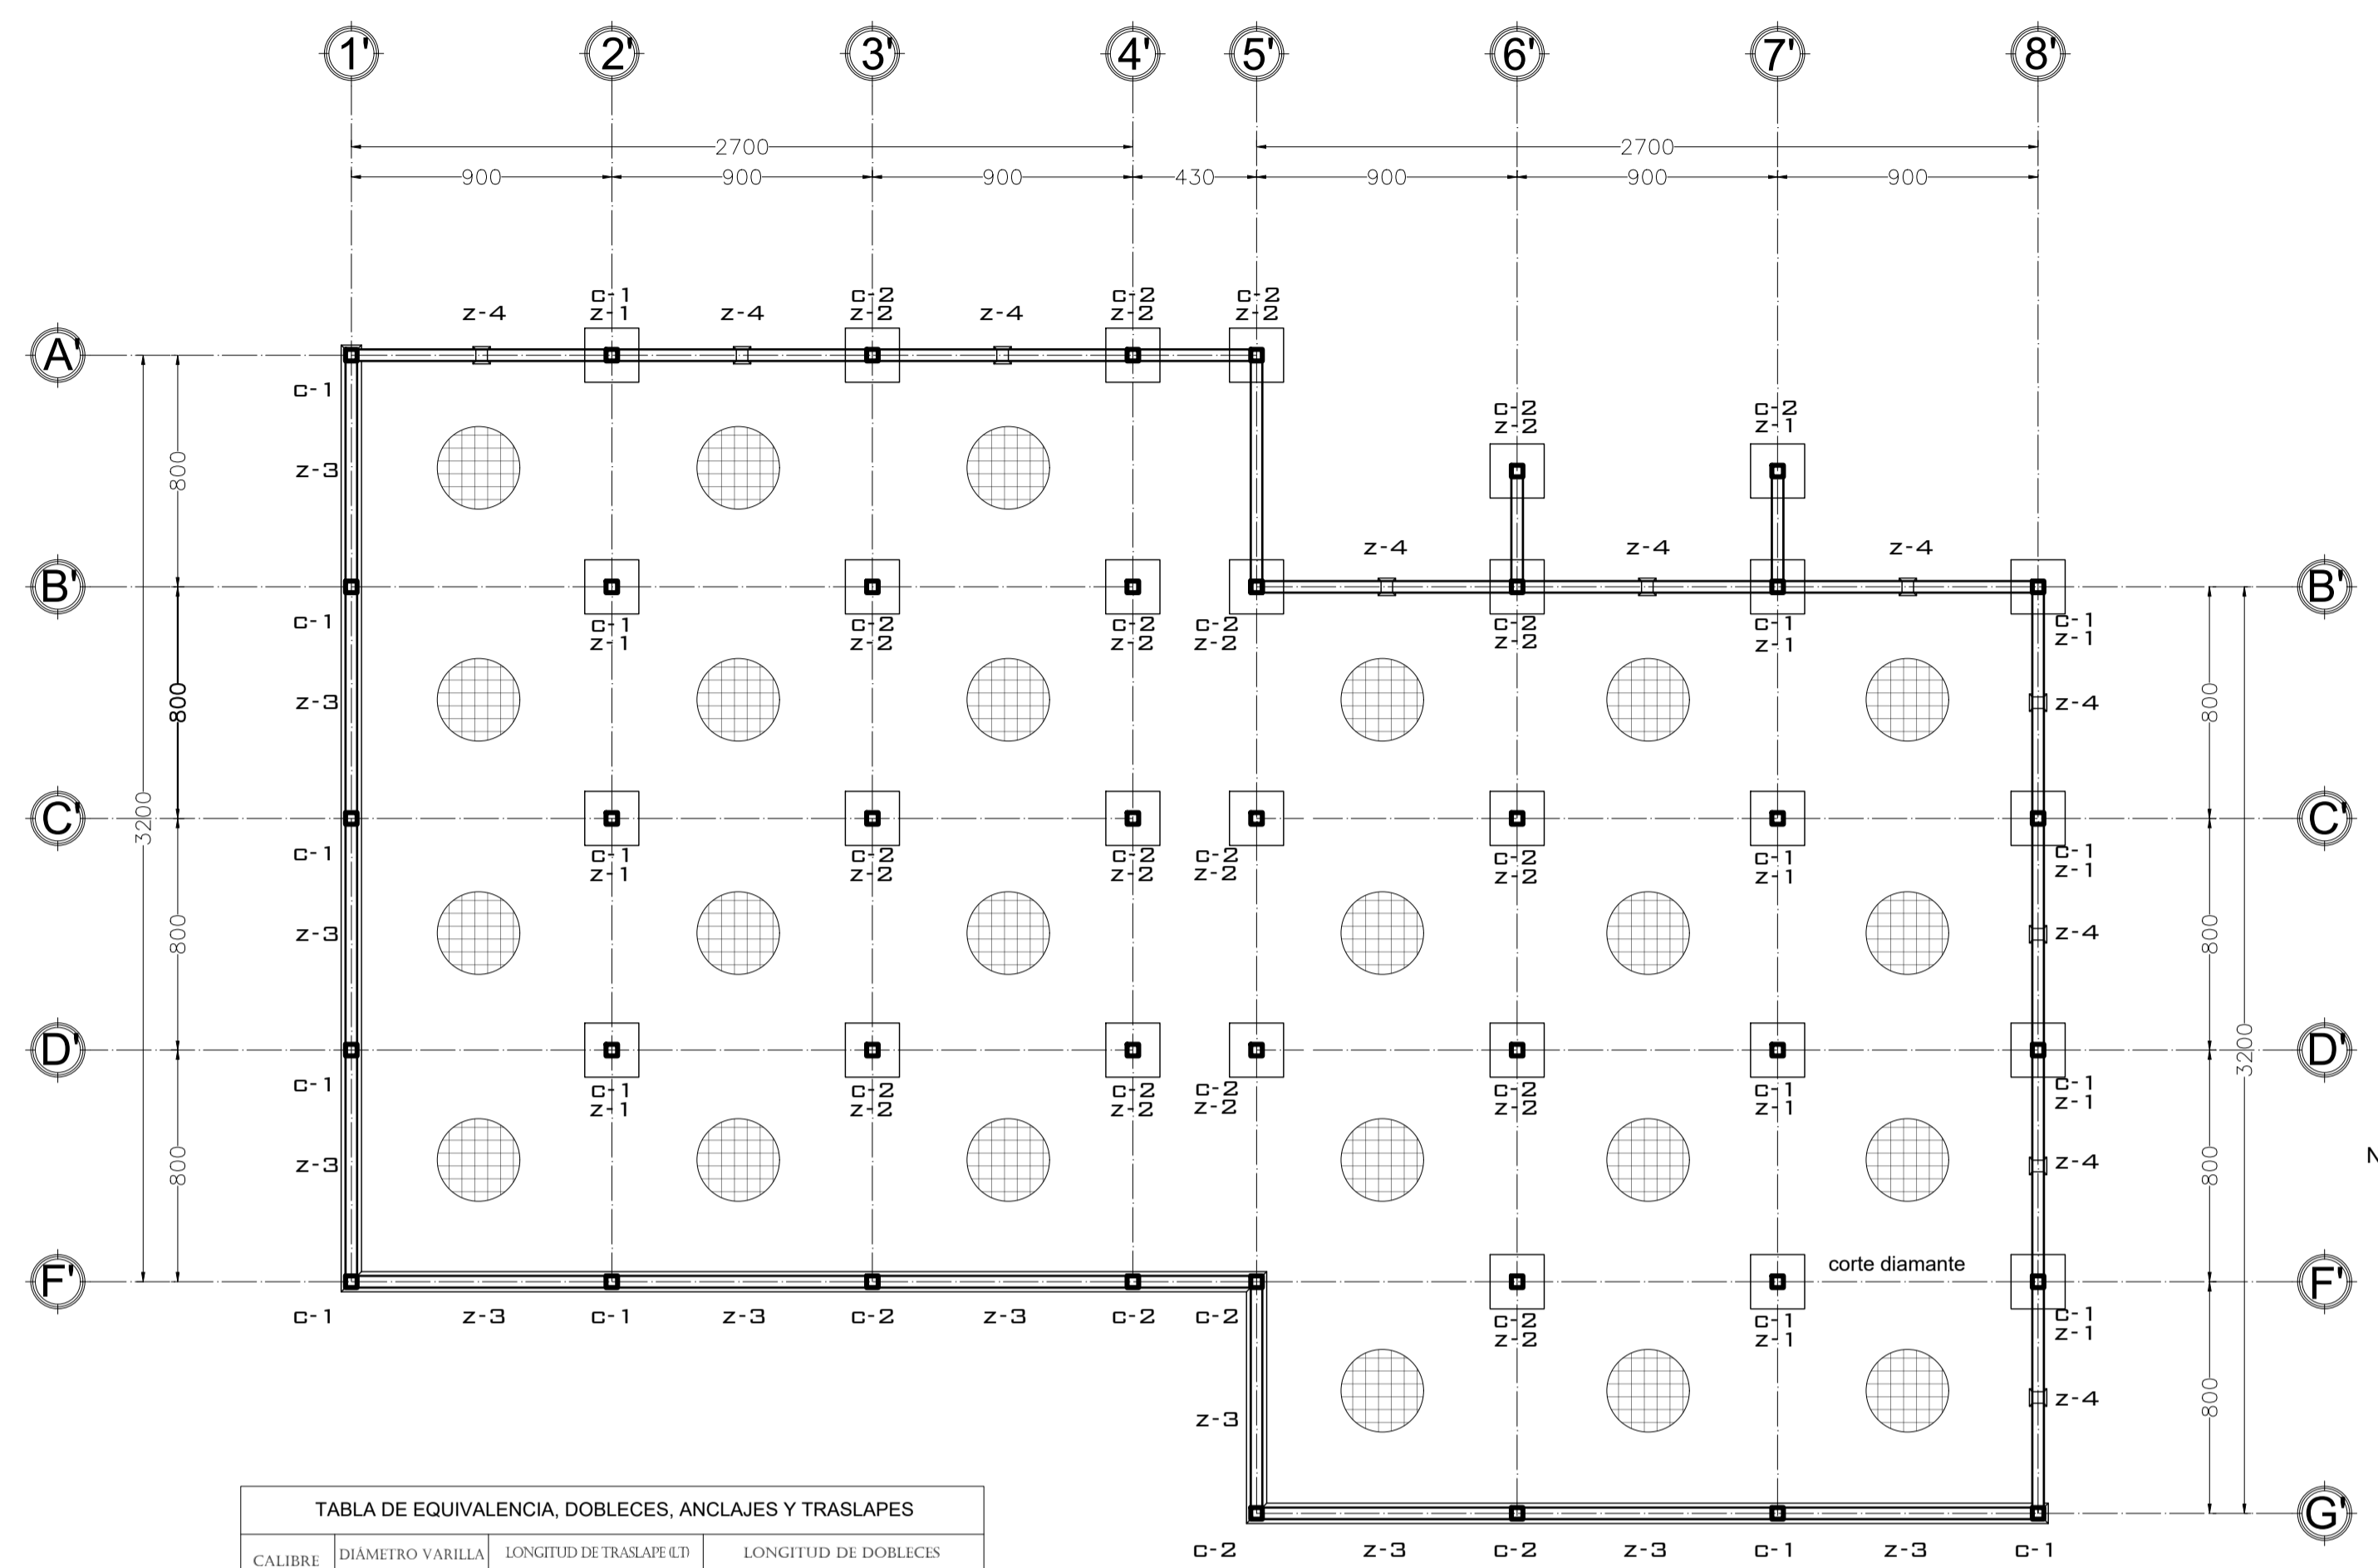 1' 2' 3' 4' 5' 6' 7' 8'
2700 2700
900 900 900 430 900 900 900
c-1 c-2 c-2 c-2
z-4 z-1 z-4 z-2 z-4 z-2 z-2
A'
c-1
c-2 c-2
z-2 z-1
800
z-3
z-4 z-4 z-4
B' B'
c-1 c-1 c-2 c-2 c-2 c-2 c-1 c-1
z-1 z-2 z-2 z-2 z-2 z-1 z-1
800 800
z-3 z-4
C' C'
3200
c-1 c-1 c-2 c-2 c-2 c-2 c-1 c-1
z-1 z-2 z-2 z-2 z-2 z-1 z-1
800 800
z-3 z-4
D' D'
3200
c-1 c-1 c-2 c-2 c-2 c-2 c-1 c-1
z-1 z-2 z-2 z-2 z-2 z-1 z-1
800 800
z-3 z-4
N
corte diamante
F' F'
c-1 z-3 c-1 z-3 c-2 z-3 c-2 c-2 c-2 c-1 c-1
z-2 z-1 z-1
800
z-3 z-4
G'
c-2 z-3 c-2 z-3 c-1 z-3 c-1
TABLA DE EQUIVALENCIA, DOBLECES, ANCLAJES Y TRASLAPES
CALIBRE DIÁMETRO VARILLA LONGITUD DE TRASLAPE (LT) LONGITUD DE DOBLECES